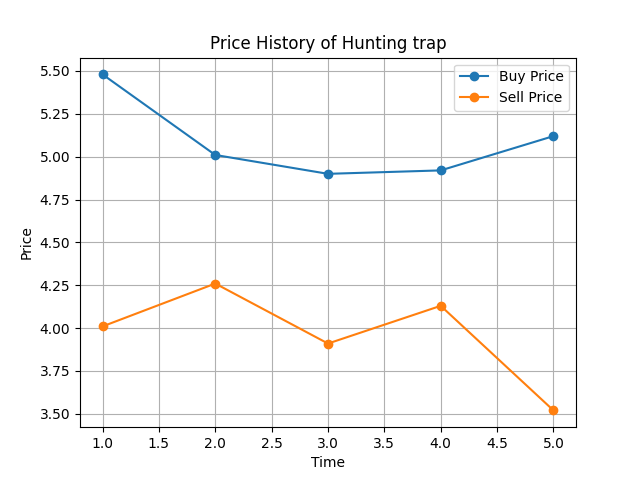 Price History of Hunting trap
Buy Price
Sell Price
Price
5.50
5.25
5.00
4.75
4.50
4.25
4.00
3.75
3.50
1.0 1.5 2.0 2.5 3.0 3.5 4.0 4.5 5.0
Time